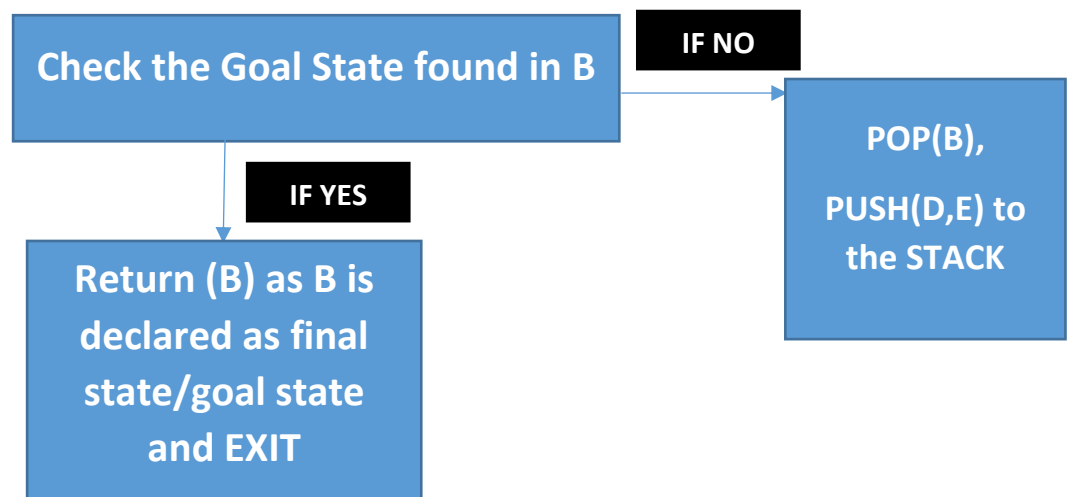 Check the Goal State found in B
IF NO
POP(B),
PUSH(D,E) to
the STACK
IF YES
Return (B) as B is
declared as final
state/goal state
and EXIT